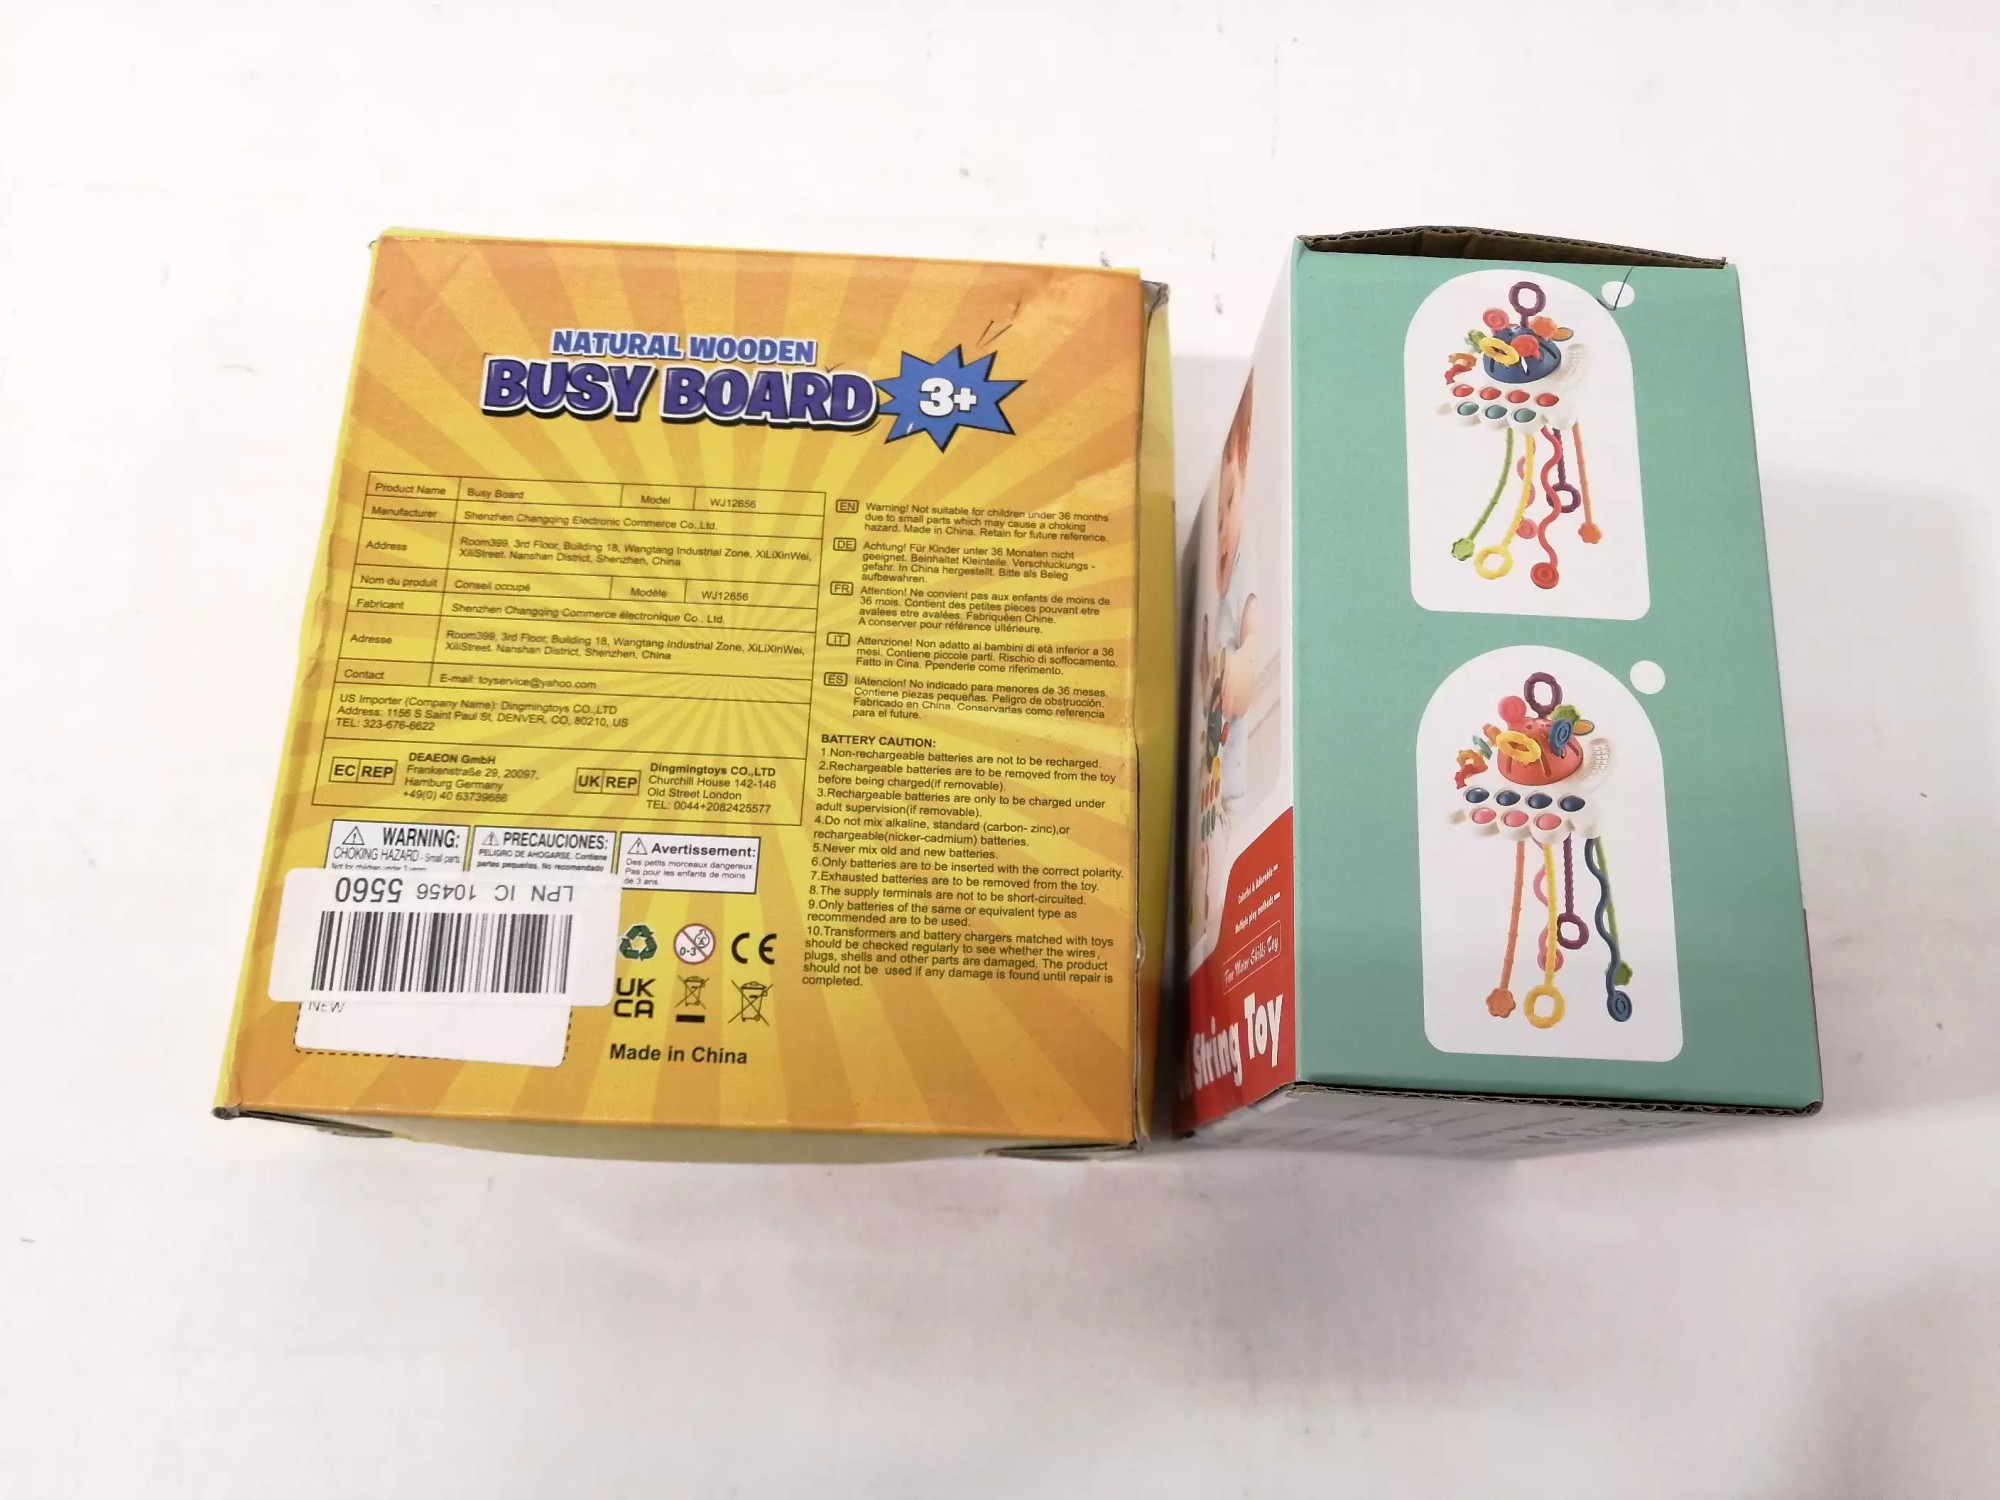 NATURAL WOODEN
BUSY BOARD
3+
Product Name Busy Board Model WJ12656
Manufacturer Shenzhen Changqing Electronic Commerce Co.,Ltd.
Address Room399, 3rd Floor, Building 18, Wangtang Industrial Zone, XiLiXinWei,
XiliStreet. Nanshan District, Shenzhen, China
Nom du produit Conseil occupé Modèle WJ12656
Fabricant Shenzhen Changqing Commerce électronique Co., Ltd.
Adresse Room399, 3rd Floor, Building 18, Wangtang Industrial Zone, XiLiXinWei,
XiliStreet. Nanshan District, Shenzhen, China
Contact E-mail: toyservice@yahoo.com
US Importer (Company Name): Dingmingtoys CO.,LTD
Address: 1156 S Saint Paul St, DENVER, CO, 80210, US
TEL: 323-676-6622
EC REP
DEAEON GmbH
Frankenstraße 29, 20097,
Hamburg Germany
+49(0) 40 63739686
UK REP
Dingmingtoys CO.,LTD
Churchill House 142-146
Old Street London
TEL: 0044+2082425577
WARNING:
CHOKING HAZARD - Small parts
Not for children under 3 years
PRECAUCIONES:
PELIGRO DE AHOGARSE. Contiene
partes pequeñas. No recomendado
Avertissement:
Des petits morceaux dangereux.
Pas pour les enfants de moins
de 3 ans.
LPN IC 10456 5560
NEW
0-3
CE
UK
CA
Made in China
EN Warning! Not suitable for children under 36 months
due to small parts which may cause a choking
hazard. Made in China. Retain for future reference.
DE Achtung! Für Kinder unter 36 Monaten nicht
geeignet. Beinhaltet Kleinteile. Verschluckungs -
gefahr. In China hergestellt. Bitte als Beleg
aufbewahren.
FR Attention! Ne convient pas aux enfants de moins de
36 mois. Contient des petites pieces pouvant etre
avalees etre avalées. Fabriquéen Chine.
A conserver pour référence ultérieure.
IT Attenzione! Non adatto ai bambini di età inferior a 36
mesi. Contiene piccole parti. Rischio di soffocamento.
Fatto in Cina. Ppenderle come riferimento.
ES liAtencion! No indicado para menores de 36 meses.
Contiene piezas pequeñas. Peligro de obstrucción.
Fabricado en China. Conservarlas como referencia
para el future.
BATTERY CAUTION:
1.Non-rechargeable batteries are not to be recharged.
2.Rechargeable batteries are to be removed from the toy
before being charged(if removable).
3.Rechargeable batteries are only to be charged under
adult supervision(if removable).
4.Do not mix alkaline, standard (carbon- zinc),or
rechargeable(nicker-cadmium) batteries.
5.Never mix old and new batteries.
6.Only batteries are to be inserted with the correct polarity.
7.Exhausted batteries are to be removed from the toy.
8.The supply terminals are not to be short-circuited.
9.Only batteries of the same or equivalent type as
recommended are to be used.
10.Transformers and battery chargers matched with toys
should be checked regularly to see whether the wires,
plugs, shells and other parts are damaged. The product
should not be used if any damage is found until repair is
completed.
Colorful & Adorable
Multiple play methods
Fine Motor Skills Toy
String Toy